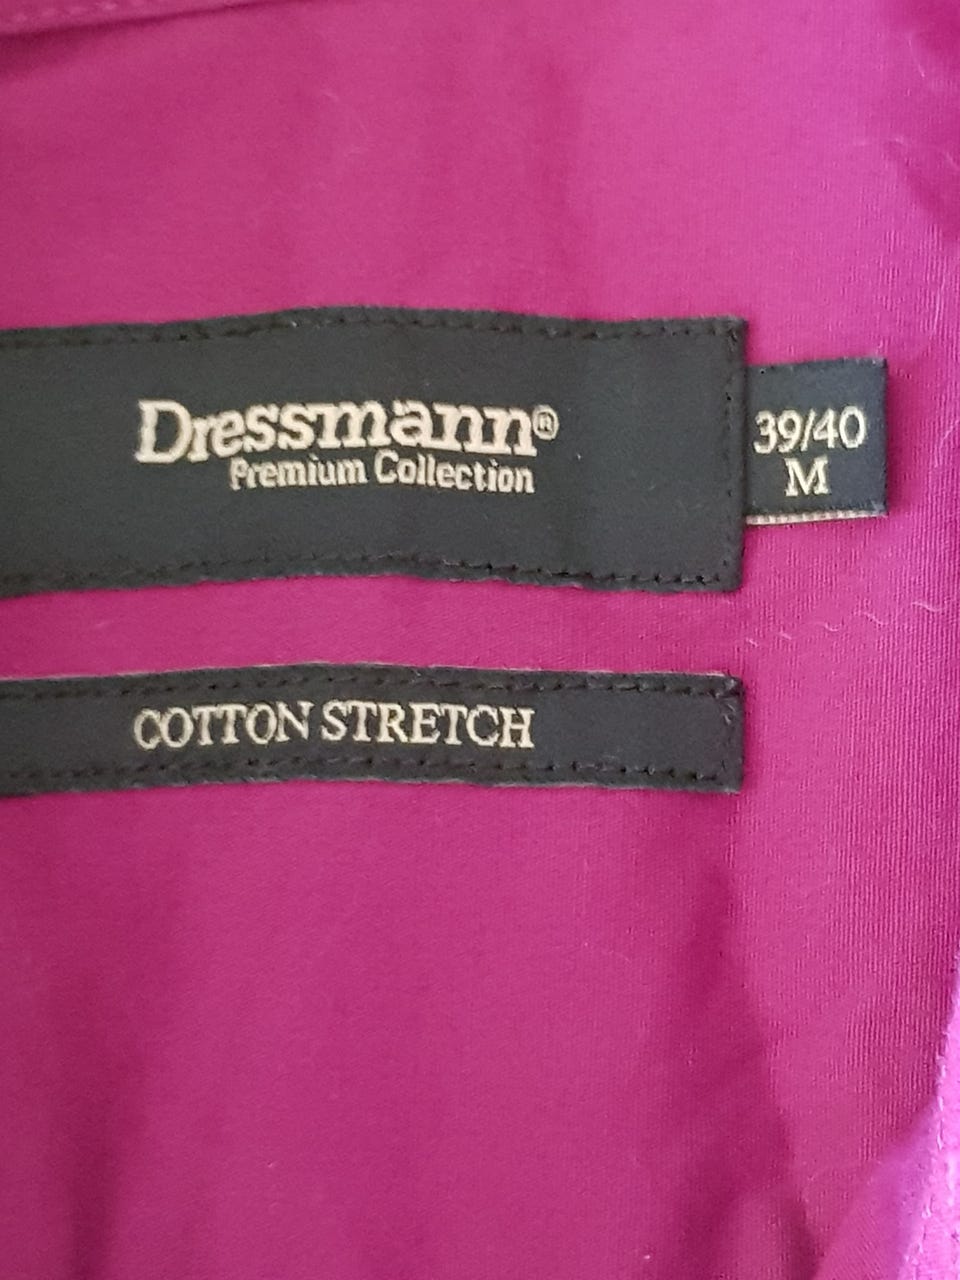 Dressmann®
Premium Collection
39/40
M
COTTON STRETCH